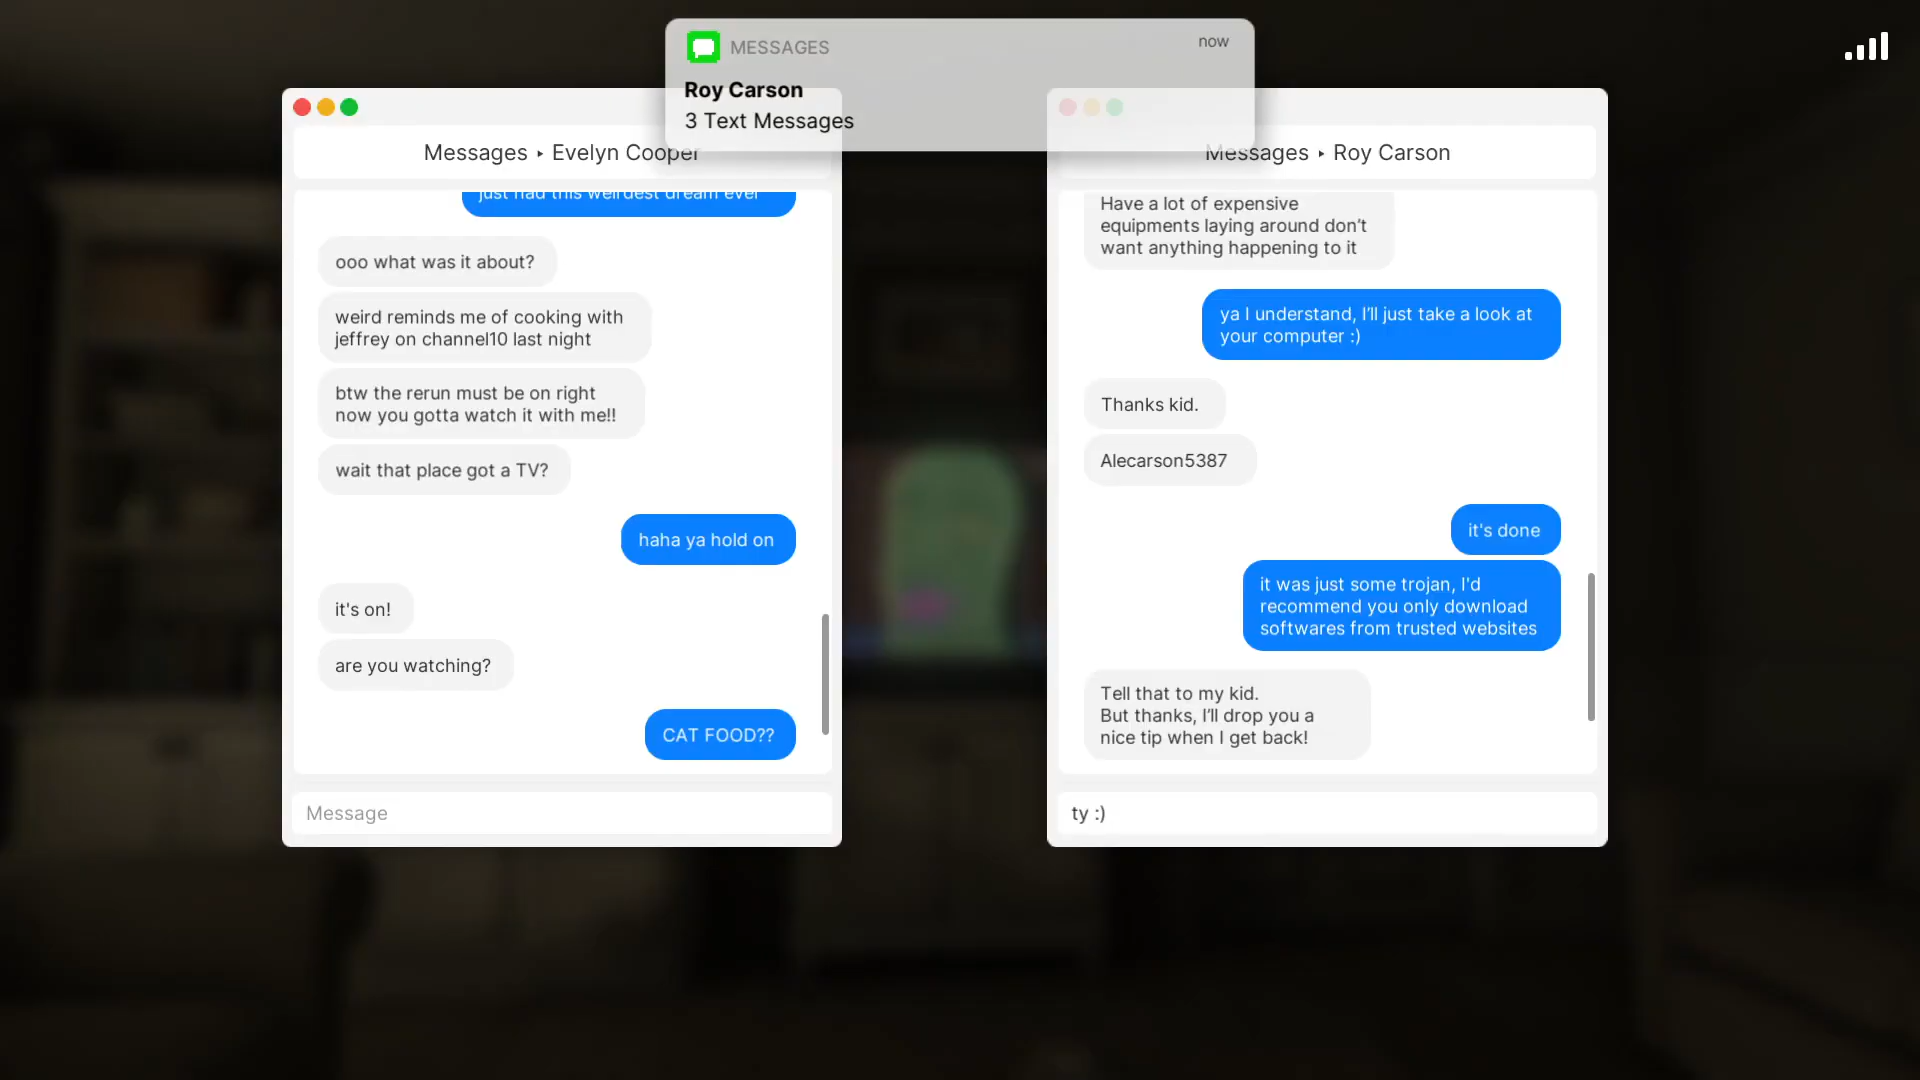 MESSAGES
now
Roy Carson
3 Text Messages
Messages ‣ Evelyn Cooper
just had this weirdest dream ever
ooo what was it about?
weird reminds me of cooking with
jeffrey on channel10 last night
btw the rerun must be on right
now you gotta watch it with me!!
wait that place got a TV?
haha ya hold on
it's on!
are you watching?
CAT FOOD??
Message
Messages ‣ Roy Carson
Have a lot of expensive
equipments laying around don’t
want anything happening to it
ya I understand, I’ll just take a look at
your computer :)
Thanks kid.
Alecarson5387
it's done
it was just some trojan, I'd
recommend you only download
softwares from trusted websites
Tell that to my kid.
But thanks, I’ll drop you a
nice tip when I get back!
ty :)